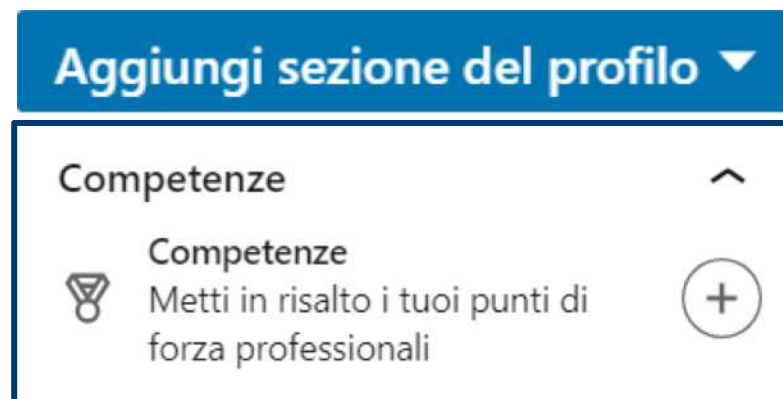 Aggiungi sezione del profilo
Competenze
Competenze
Metti in risalto i tuoi punti di
forza professionali